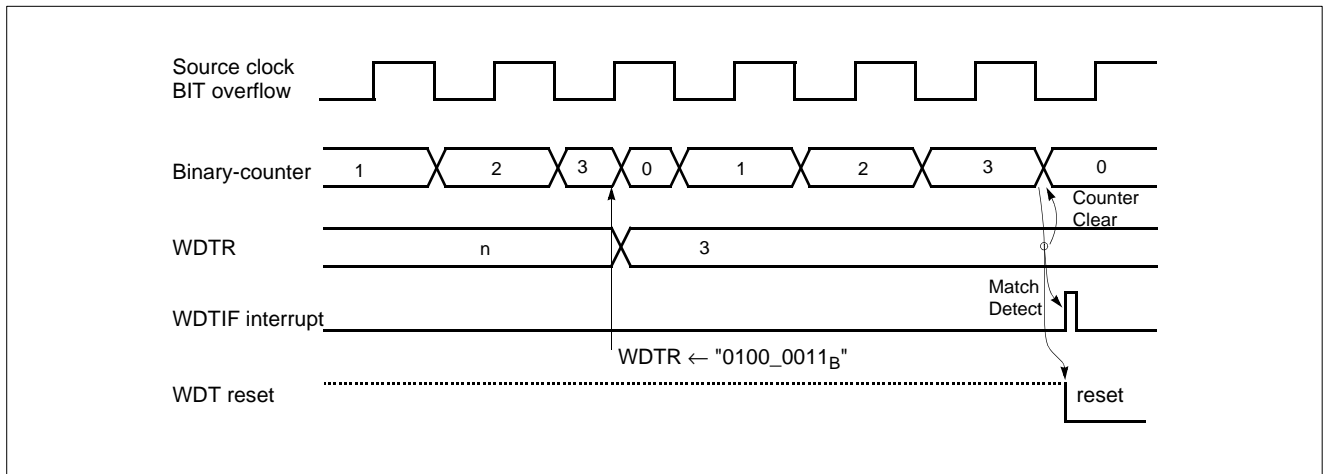 Source clock
BIT overflow
Binary-counter
1 2 3 0 1 2 3 0
Counter
Clear
WDTR
n 3
Match
Detect
WDTIF interrupt
WDTR ← "0100_0011B"
WDT reset
reset